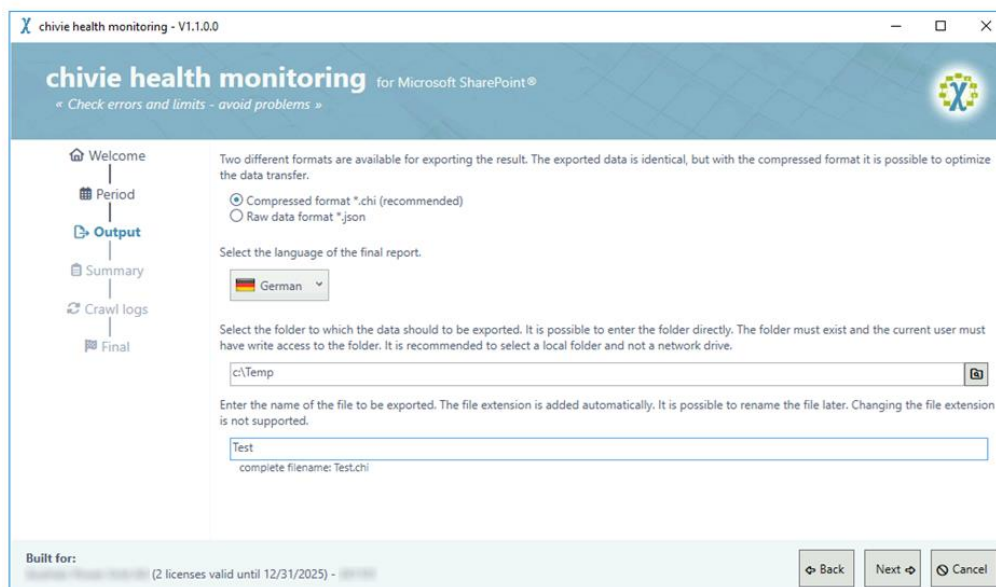 chivie health monitoring - V1.1.0.0
chivie health monitoring for Microsoft SharePoint®
« Check errors and limits - avoid problems »
Welcome
Period
Output
Summary
Crawl logs
Final
Two different formats are available for exporting the result. The exported data is identical, but with the compressed format it is possible to optimize
the data transfer.
Compressed format *.chi (recommended)
Raw data format *.json
Select the language of the final report.
German
Select the folder to which the data should to be exported. It is possible to enter the folder directly. The folder must exist and the current user must
have write access to the folder. It is recommended to select a local folder and not a network drive.
c:\Temp
Enter the name of the file to be exported. The file extension is added automatically. It is possible to rename the file later. Changing the file extension
is not supported.
Test
complete filename: Test.chi
Built for:
(2 licenses valid until 12/31/2025) -
Back
Next
Cancel